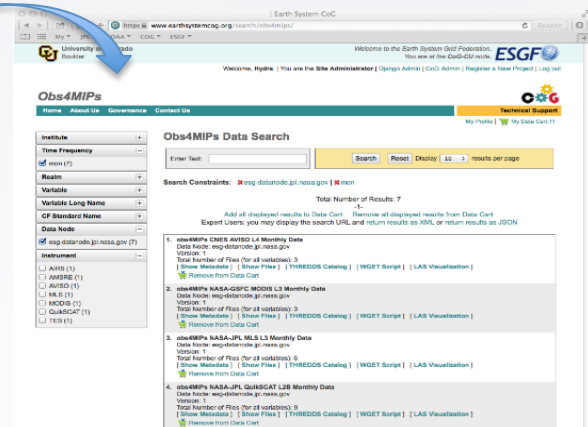 Earth System CoG
https www.earthsystemcog.org/search/obs4mips/
Reader
COG ESGF
University of Colorado
Boulder
Welcome to the Earth System Grid Federation.
You are at the CoG-CU node.
ESGF
Welcome, Hydra. | You are the Site Administrator | Django Admin | CoG Admin | Register a New Project | Log out
Obs4MIPs
COG
Home About Us Governance Contact Us
Technical Support
My Profile | My Data Cart:11
Institute
Time Frequency
mon (7)
Realm
Variable
Variable Long Name
CF Standard Name
Data Node
esg-datanode.jpl.nasa.gov (7)
Instrument
AIRS (1)
AMSRE (1)
AVISO (1)
MLS (1)
MODIS (1)
QuikSCAT (1)
TES (1)
Obs4MIPs Data Search
Enter Text:
Search Reset Display 10 results per page
Search Constraints: esg-datanode.jpl.nasa.gov | mon
Total Number of Results: 7
-1-
Add all displayed results to Data Cart Remove all displayed results from Data Cart
Expert Users: you may display the search URL and return results as XML or return results as JSON
1. obs4MIPs CNES AVISO L4 Monthly Data
Data Node: esg-datanode.jpl.nasa.gov
Version: 1
Total Number of Files (for all variables): 3
[ Show Metadata ] [ Show Files ] [ THREDDS Catalog ] [ WGET Script ] [ LAS Visualization ]
Remove from Data Cart
2. obs4MIPs NASA-GSFC MODIS L3 Monthly Data
Data Node: esg-datanode.jpl.nasa.gov
Version: 1
Total Number of Files (for all variables): 3
[ Show Metadata ] [ Show Files ] [ THREDDS Catalog ] [ WGET Script ] [ LAS Visualization ]
Remove from Data Cart
3. obs4MIPs NASA-JPL MLS L3 Monthly Data
Data Node: esg-datanode.jpl.nasa.gov
Version: 1
Total Number of Files (for all variables): 6
[ Show Metadata ] [ Show Files ] [ THREDDS Catalog ] [ WGET Script ] [ LAS Visualization ]
Remove from Data Cart
4. obs4MIPs NASA-JPL QuikSCAT L2B Monthly Data
Data Node: esg-datanode.jpl.nasa.gov
Version: 1
Total Number of Files (for all variables): 9
[ Show Metadata ] [ Show Files ] [ THREDDS Catalog ] [ WGET Script ] [ LAS Visualization ]
Remove from Data Cart